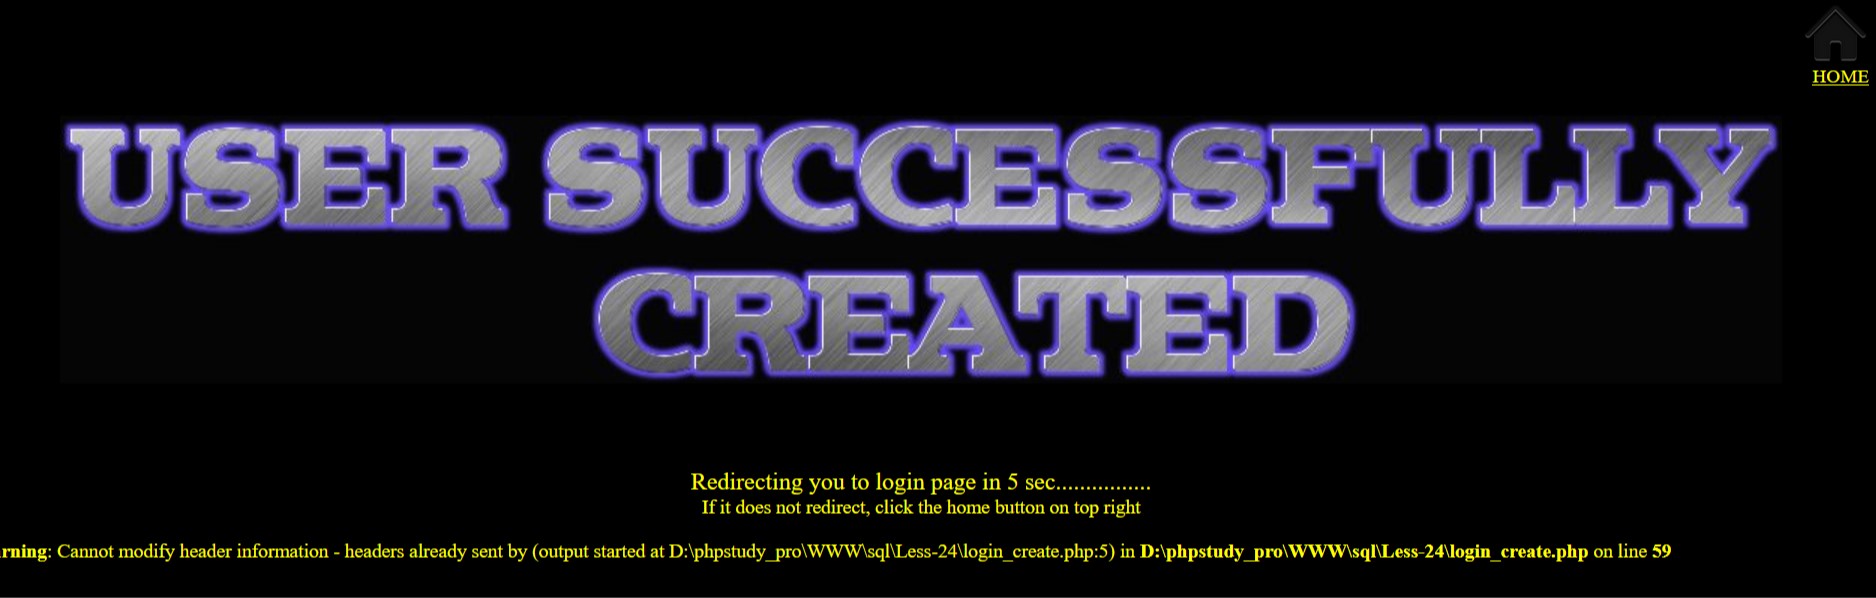 HOME
USER SUCCESSFULLY
CREATED
Redirecting you to login page in 5 sec................
If it does not redirect, click the home button on top right
rning: Cannot modify header information - headers already sent by (output started at D:\phpstudy_pro\WWW\sql\Less-24\login_create.php:5) in D:\phpstudy_pro\WWW\sql\Less-24\login_create.php on line 59